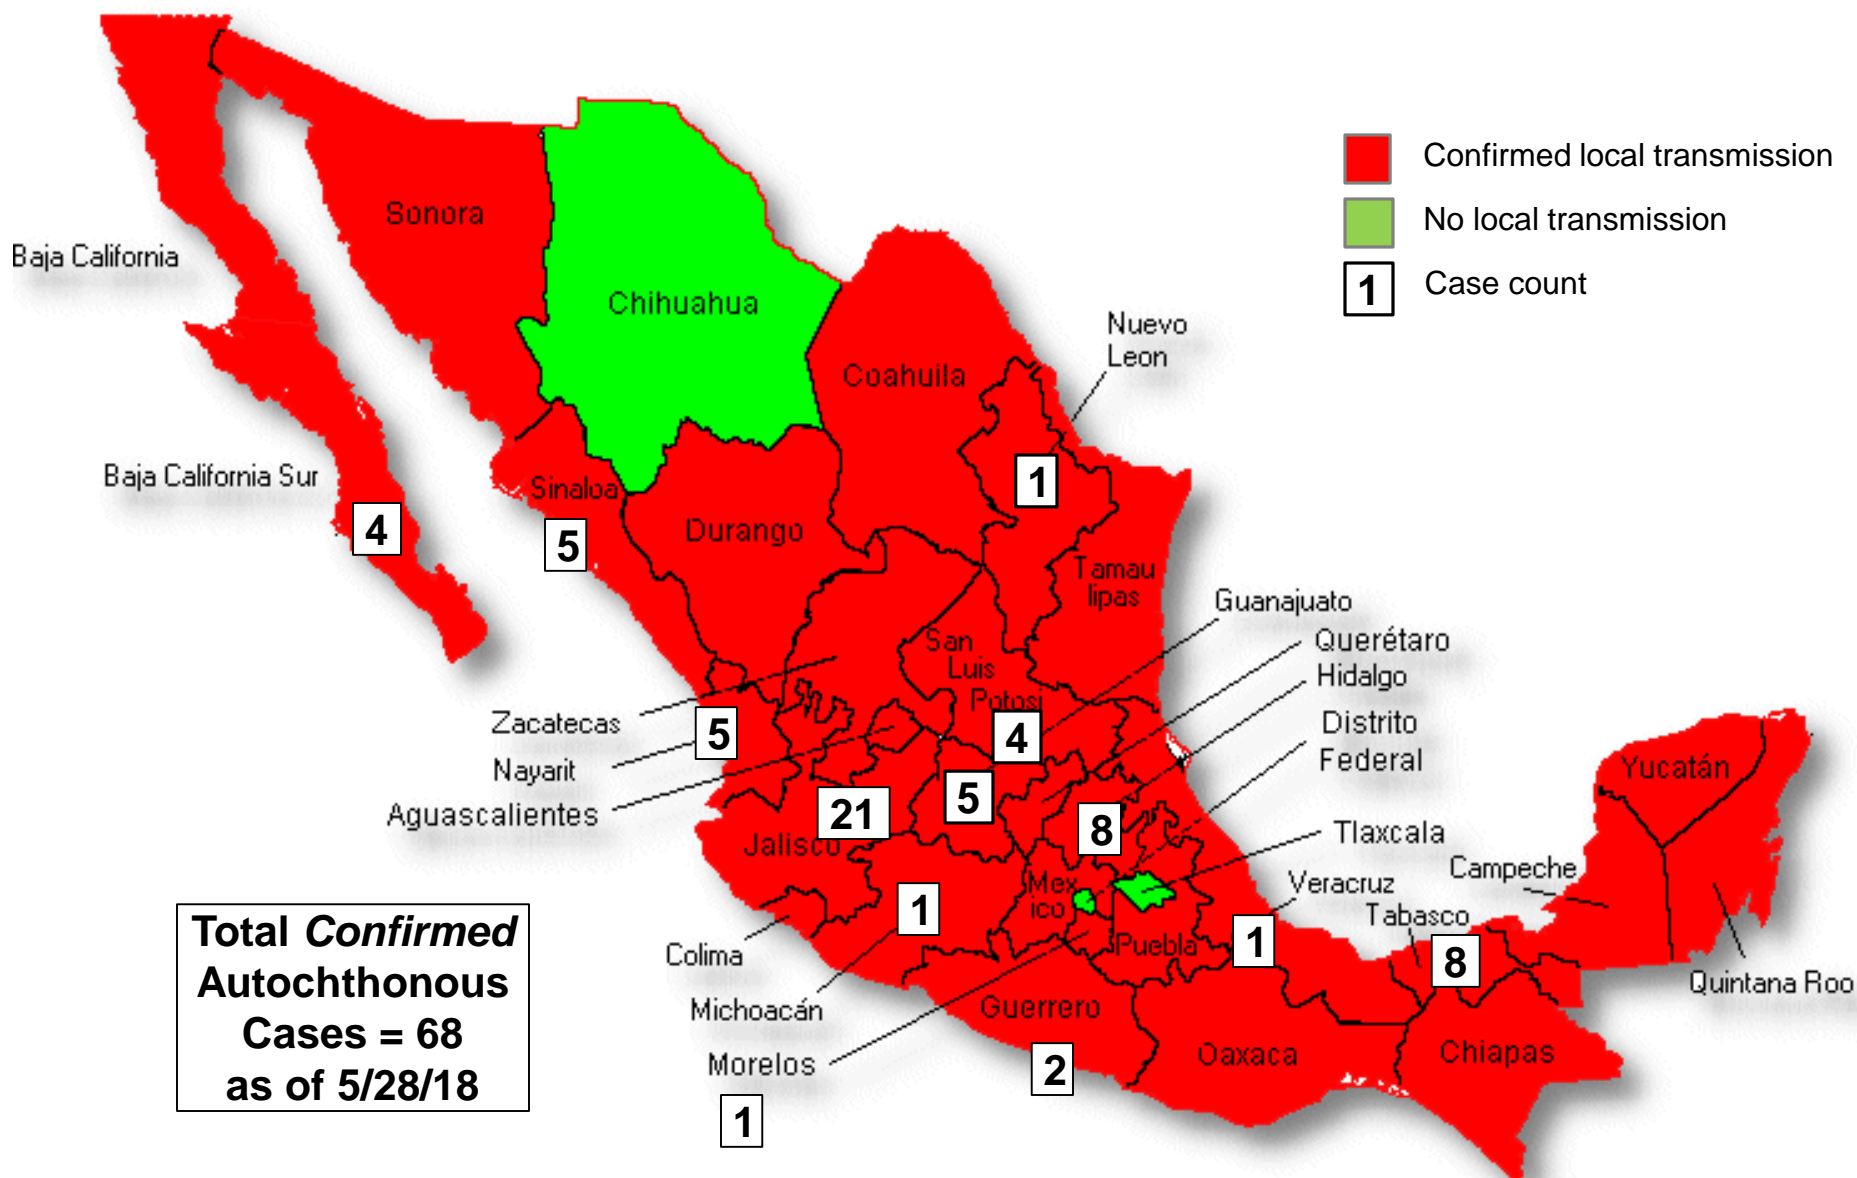 Confirmed local transmission
No local transmission
1 Case count
Sonora
Baja California
Chihuahua
Nuevo
Leon
Coahuila
1
Baja California Sur
4
Sinaloa
5
Durango
Tamau
lipas
Guanajuato
Querétaro
Hidalgo
Distrito
Federal
San
Luis
Potosi
4
Zacatecas
Nayarit
5
Aguascalientes
21
5
8
Jalisco
Tlaxcala
Yucatán
Campeche
Veracruz
Tabasco
Mex
ico
1
Puebla
1
8
Quintana Roo
Colima
Michoacán
Guerrero
Morelos
1
2
Oaxaca
Chiapas
Total Confirmed
Autochthonous
Cases = 68
as of 5/28/18